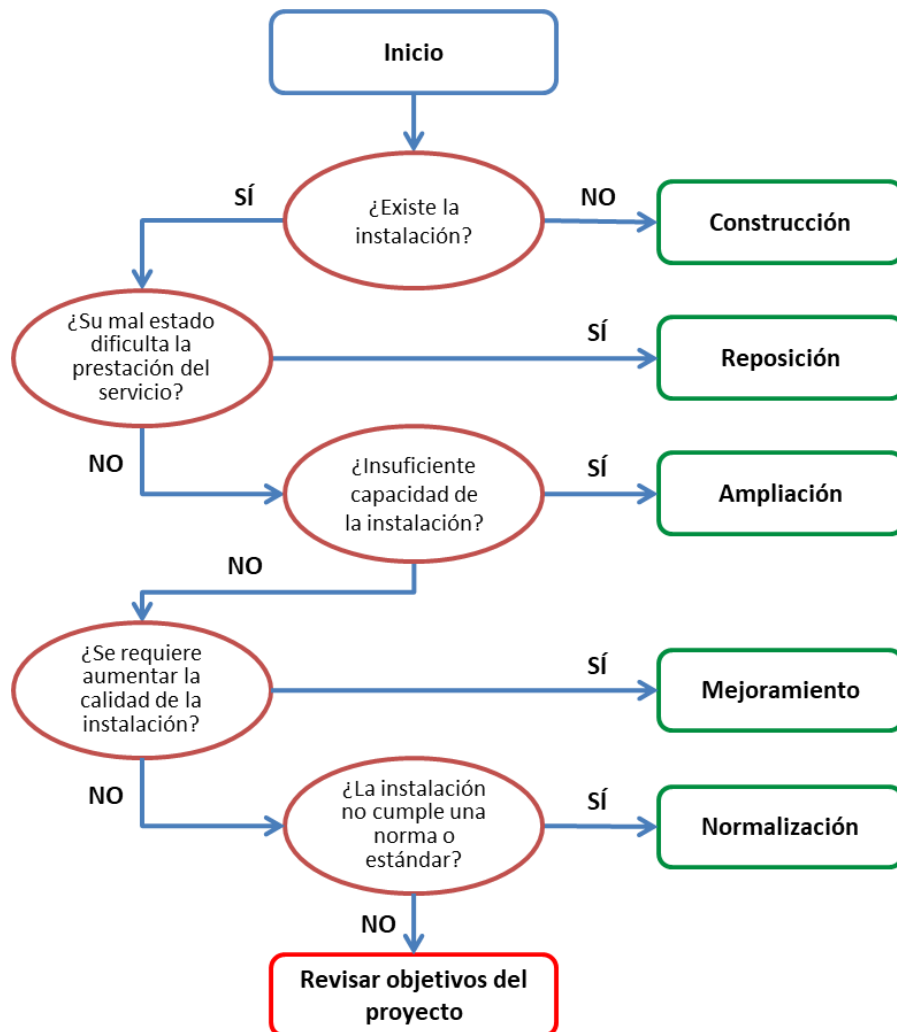 Inicio
SÍ
¿Existe la
instalación?
NO
Construcción
¿Su mal estado
dificulta la
prestación del
servicio?
SÍ
Reposición
NO
¿Insuficiente
capacidad de
la instalación?
SÍ
Ampliación
NO
¿Se requiere
aumentar la
calidad de la
instalación?
SÍ
Mejoramiento
NO
¿La instalación
no cumple una
norma o
estándar?
SÍ
Normalización
NO
Revisar objetivos del
proyecto